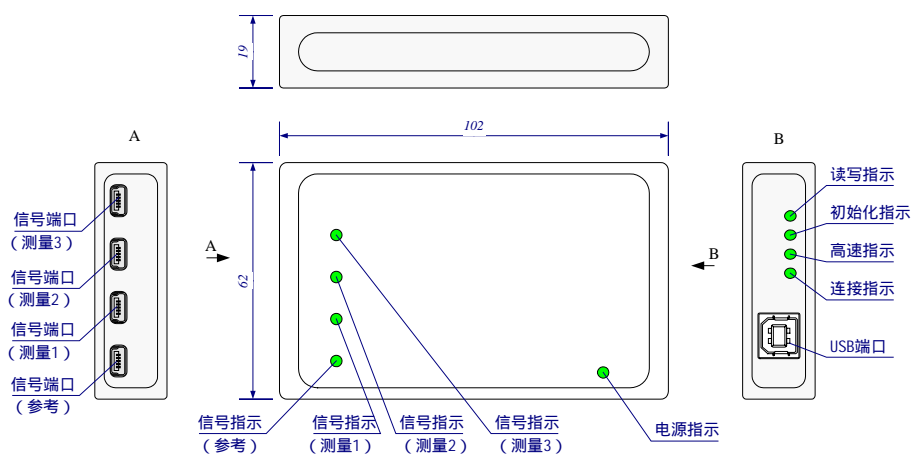 19
102
A
B
信号端口
（测量3）
信号端口
（测量2）
信号端口
（测量1）
信号端口
（参考）
A
62
B
读写指示
初始化指示
高速指示
连接指示
USB端口
信号指示
（参考）
信号指示
（测量1）
信号指示
（测量2）
信号指示
（测量3）
电源指示